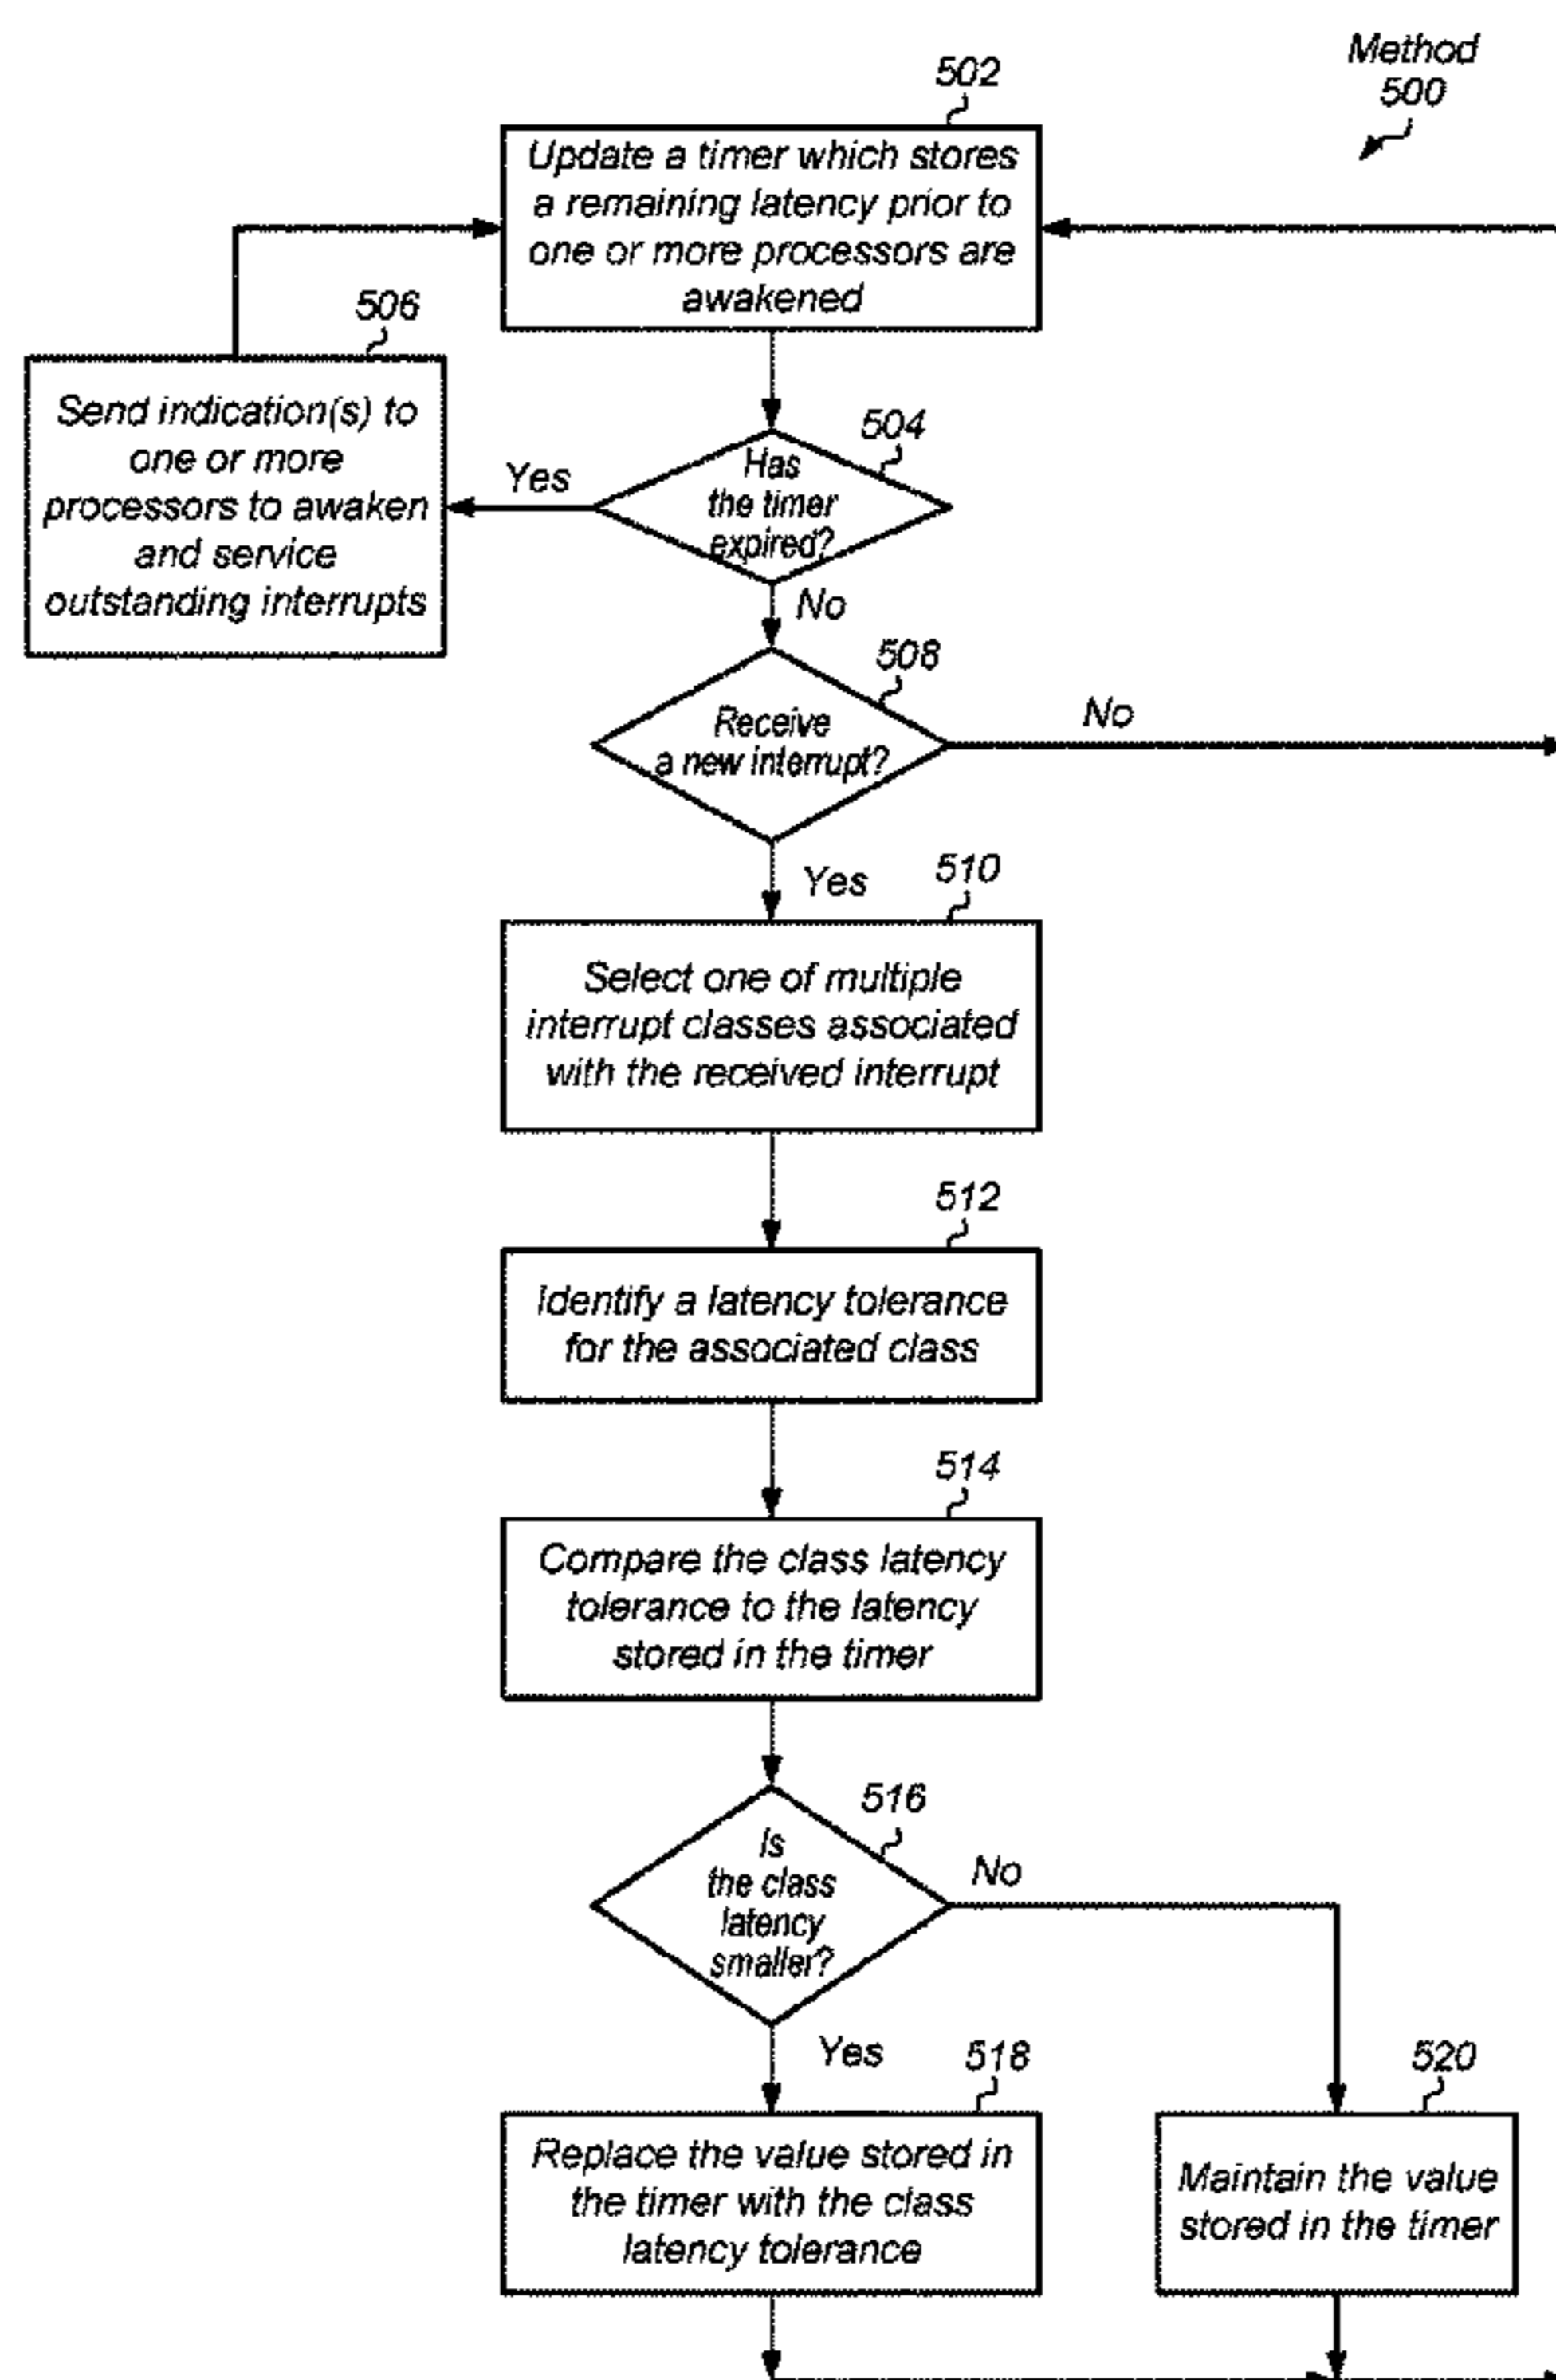 Method
500
502
Update a timer which stores
a remaining latency prior to
one or more processors are
awakened
506
Send indication(s) to
one or more
processors to awaken
and service
outstanding interrupts
504
Yes
Has
the timer
expired?
No
508
Receive
a new interrupt?
No
Yes
510
Select one of multiple
interrupt classes associated
with the received interrupt
512
Identify a latency tolerance
for the associated class
514
Compare the class latency
tolerance to the latency
stored in the timer
516
Is
the class
latency
smaller?
No
Yes
518
Replace the value stored in
the timer with the class
latency tolerance
520
Maintain the value
stored in the timer